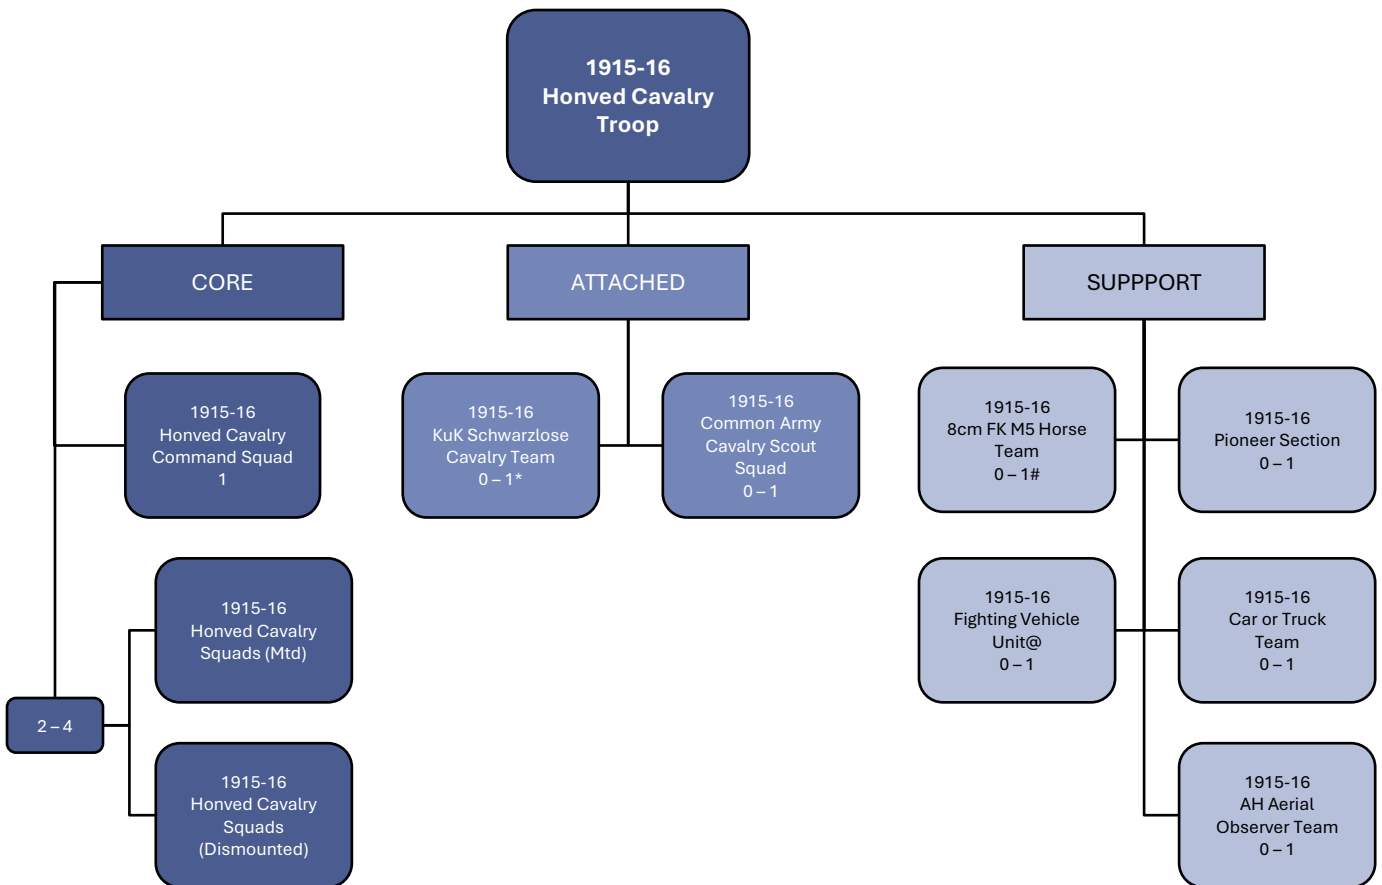 1915-16
Honved Cavalry
Troop
CORE
ATTACHED
SUPPPORT
1915-16
Honved Cavalry
Command Squad
1
1915-16
KuK Schwarzlose
Cavalry Team
0 – 1*
1915-16
Common Army
Cavalry Scout
Squad
0 – 1
1915-16
8cm FK M5 Horse
Team
0 – 1#
1915-16
Pioneer Section
0 – 1
1915-16
Honved Cavalry
Squads (Mtd)
1915-16
Fighting Vehicle
Unit@
0 – 1
1915-16
Car or Truck
Team
0 – 1
2 – 4
1915-16
Honved Cavalry
Squads
(Dismounted)
1915-16
AH Aerial
Observer Team
0 – 1